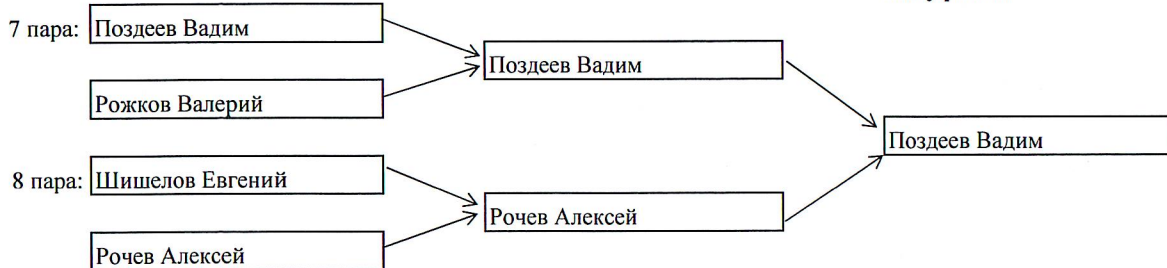 7 пара: Поздеев Вадим
Рожков Валерий
Поздеев Вадим
8 пара: Шишелов Евгений
Рочев Алексей
Рочев Алексей
Поздеев Вадим